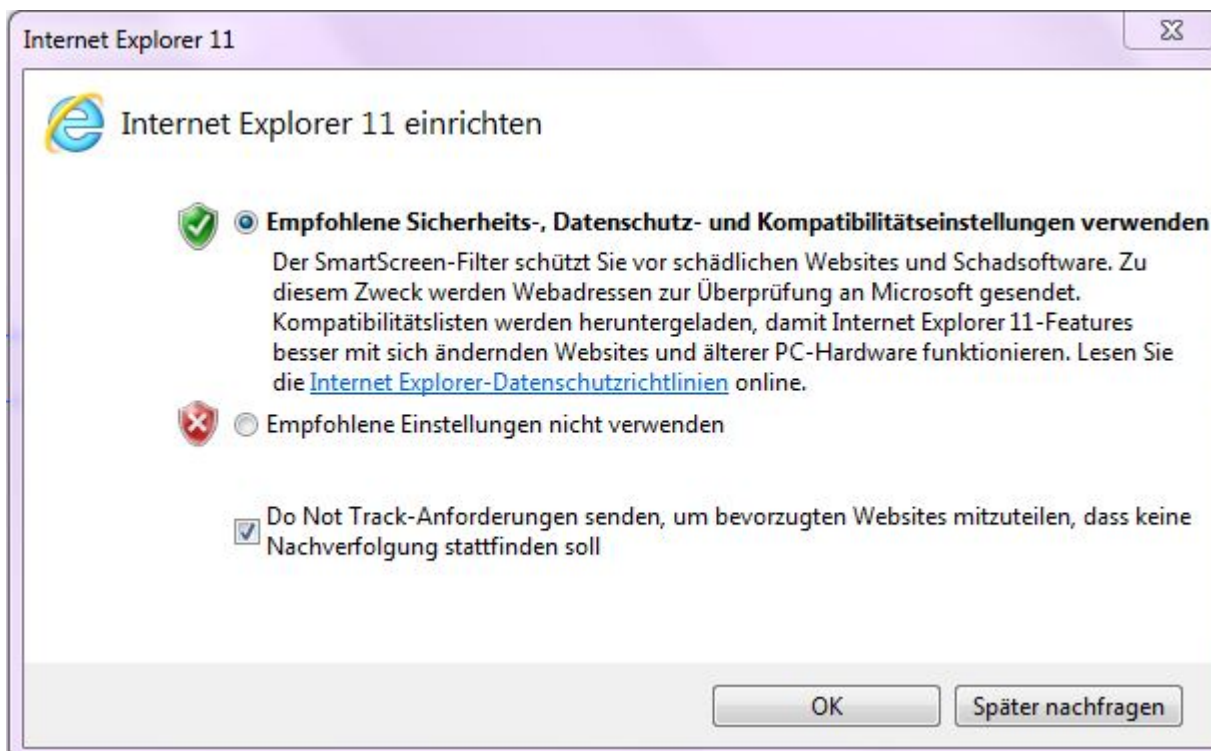 Internet Explorer 11
Internet Explorer 11 einrichten
Empfohlene Sicherheits-, Datenschutz- und Kompatibilitätseinstellungen verwenden
Der SmartScreen-Filter schützt Sie vor schädlichen Websites und Schadsoftware. Zu
diesem Zweck werden Webadressen zur Überprüfung an Microsoft gesendet.
Kompatibilitätslisten werden heruntergeladen, damit Internet Explorer 11-Features
besser mit sich ändernden Websites und älterer PC-Hardware funktionieren. Lesen Sie
die Internet Explorer-Datenschutzrichtlinien online.
Empfohlene Einstellungen nicht verwenden
Do Not Track-Anforderungen senden, um bevorzugten Websites mitzuteilen, dass keine
Nachverfolgung stattfinden soll
OK
Später nachfragen